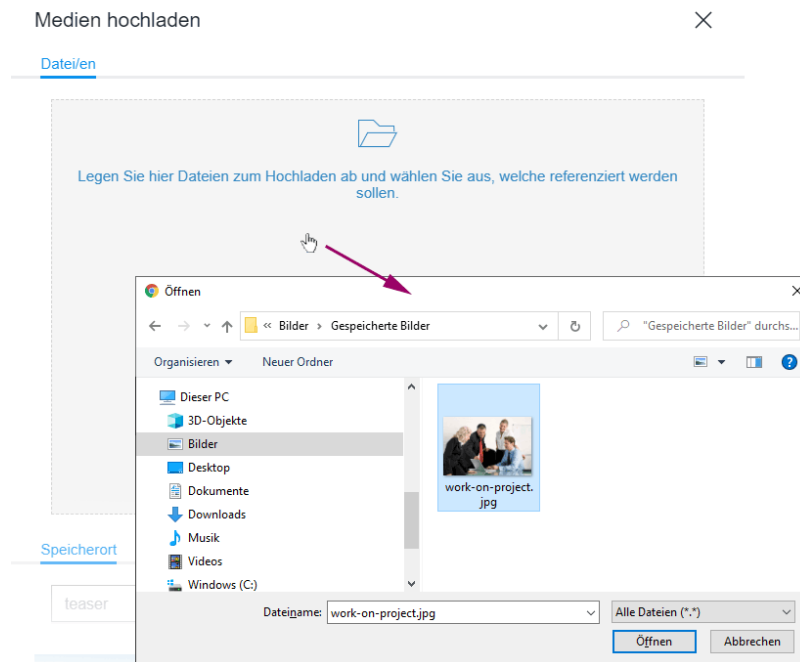 Medien hochladen
Datei/en
Legen Sie hier Dateien zum Hochladen ab und wählen Sie aus, welche referenziert werden
sollen.
Öffnen
« Bilder › Gespeicherte Bilder
"Gespeicherte Bilder" durchs...
Organisieren Neuer Ordner
Dieser PC
3D-Objekte
Bilder
Desktop
Dokumente
Downloads
Musik
Videos
Windows (C:)
work-on-project.
jpg
Speicherort
teaser
Dateiname: work-on-project.jpg Alle Dateien (*.*)
Öffnen Abbrechen